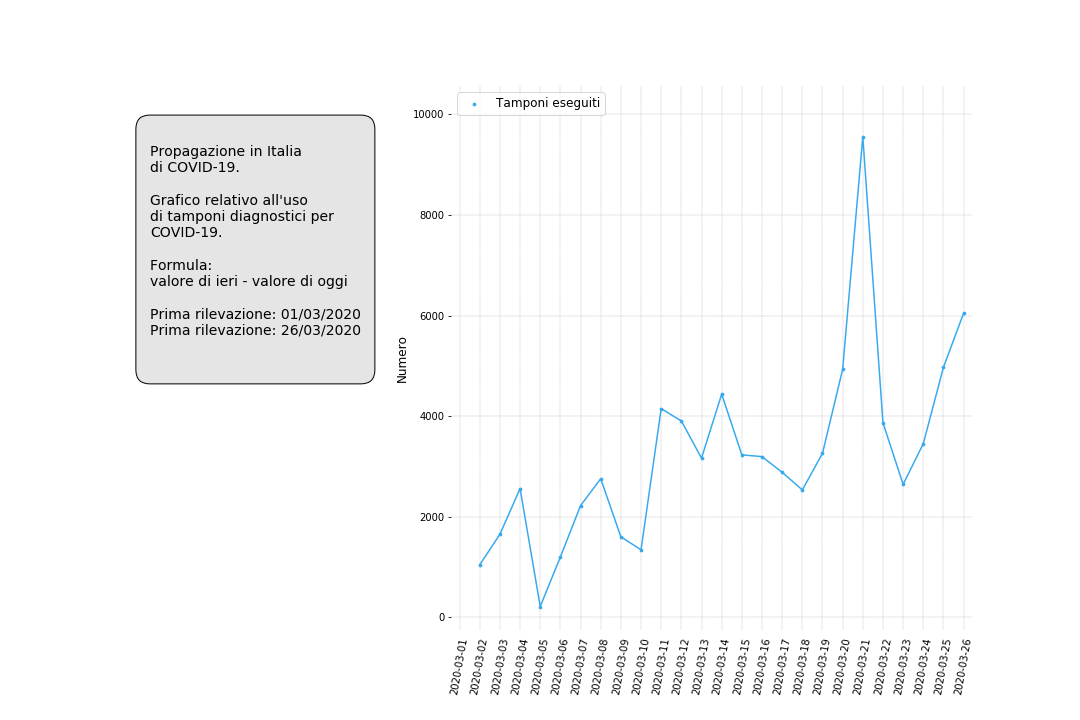 Propagazione in Italia
di COVID-19.
Grafico relativo all'uso
di tamponi diagnostici per
COVID-19.
Formula:
valore di ieri - valore di oggi
Prima rilevazione: 01/03/2020
Prima rilevazione: 26/03/2020
Tamponi eseguiti
Numero
10000
8000
6000
4000
2000
0
2020-03-01
2020-03-02
2020-03-03
2020-03-04
2020-03-05
2020-03-06
2020-03-07
2020-03-08
2020-03-09
2020-03-10
2020-03-11
2020-03-12
2020-03-13
2020-03-14
2020-03-15
2020-03-16
2020-03-17
2020-03-18
2020-03-19
2020-03-20
2020-03-21
2020-03-22
2020-03-23
2020-03-24
2020-03-25
2020-03-26